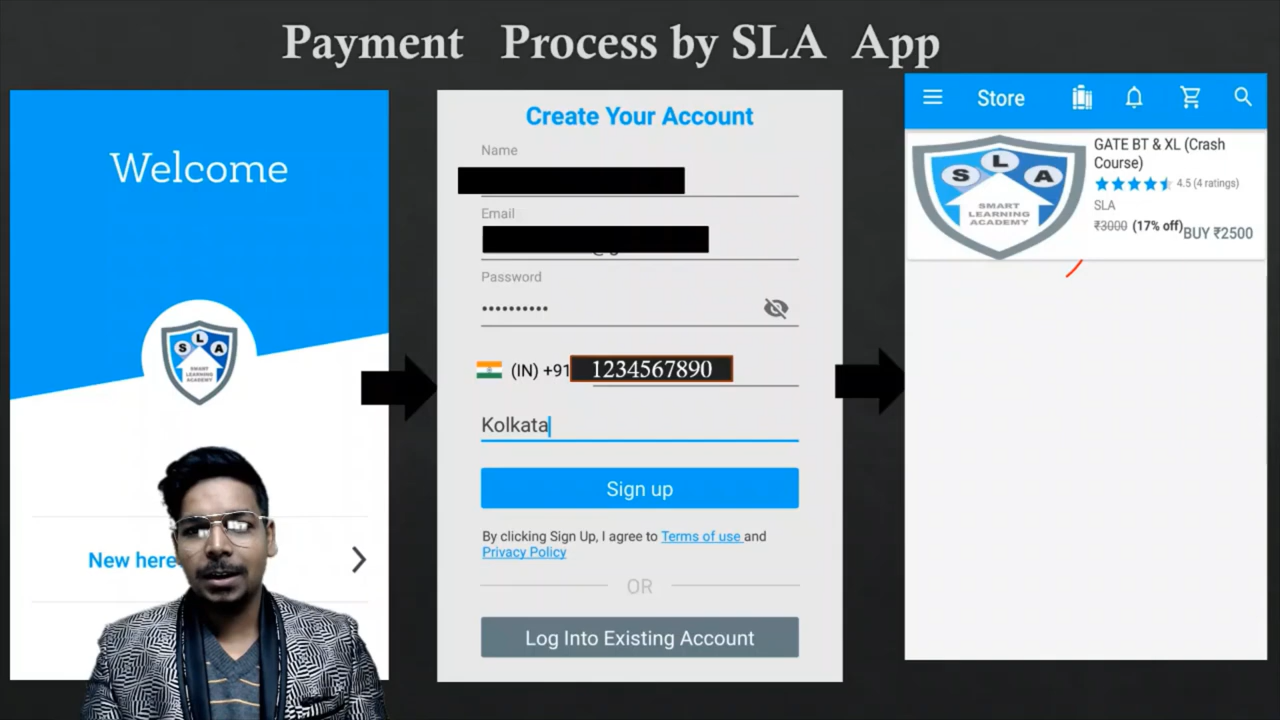 Payment Process by SLA App
Welcome
S L A
SMART
LEARNING
ACADEMY
New here
Create Your Account
Name
Email
Password
••••••••••
(IN) +91 1234567890
Kolkata
Sign up
By clicking Sign Up, I agree to Terms of use and
Privacy Policy
OR
Log Into Existing Account
Store
S L A
SMART
LEARNING
ACADEMY
GATE BT & XL (Crash
Course)
4.5 (4 ratings)
SLA
₹3000 (17% off) BUY ₹2500